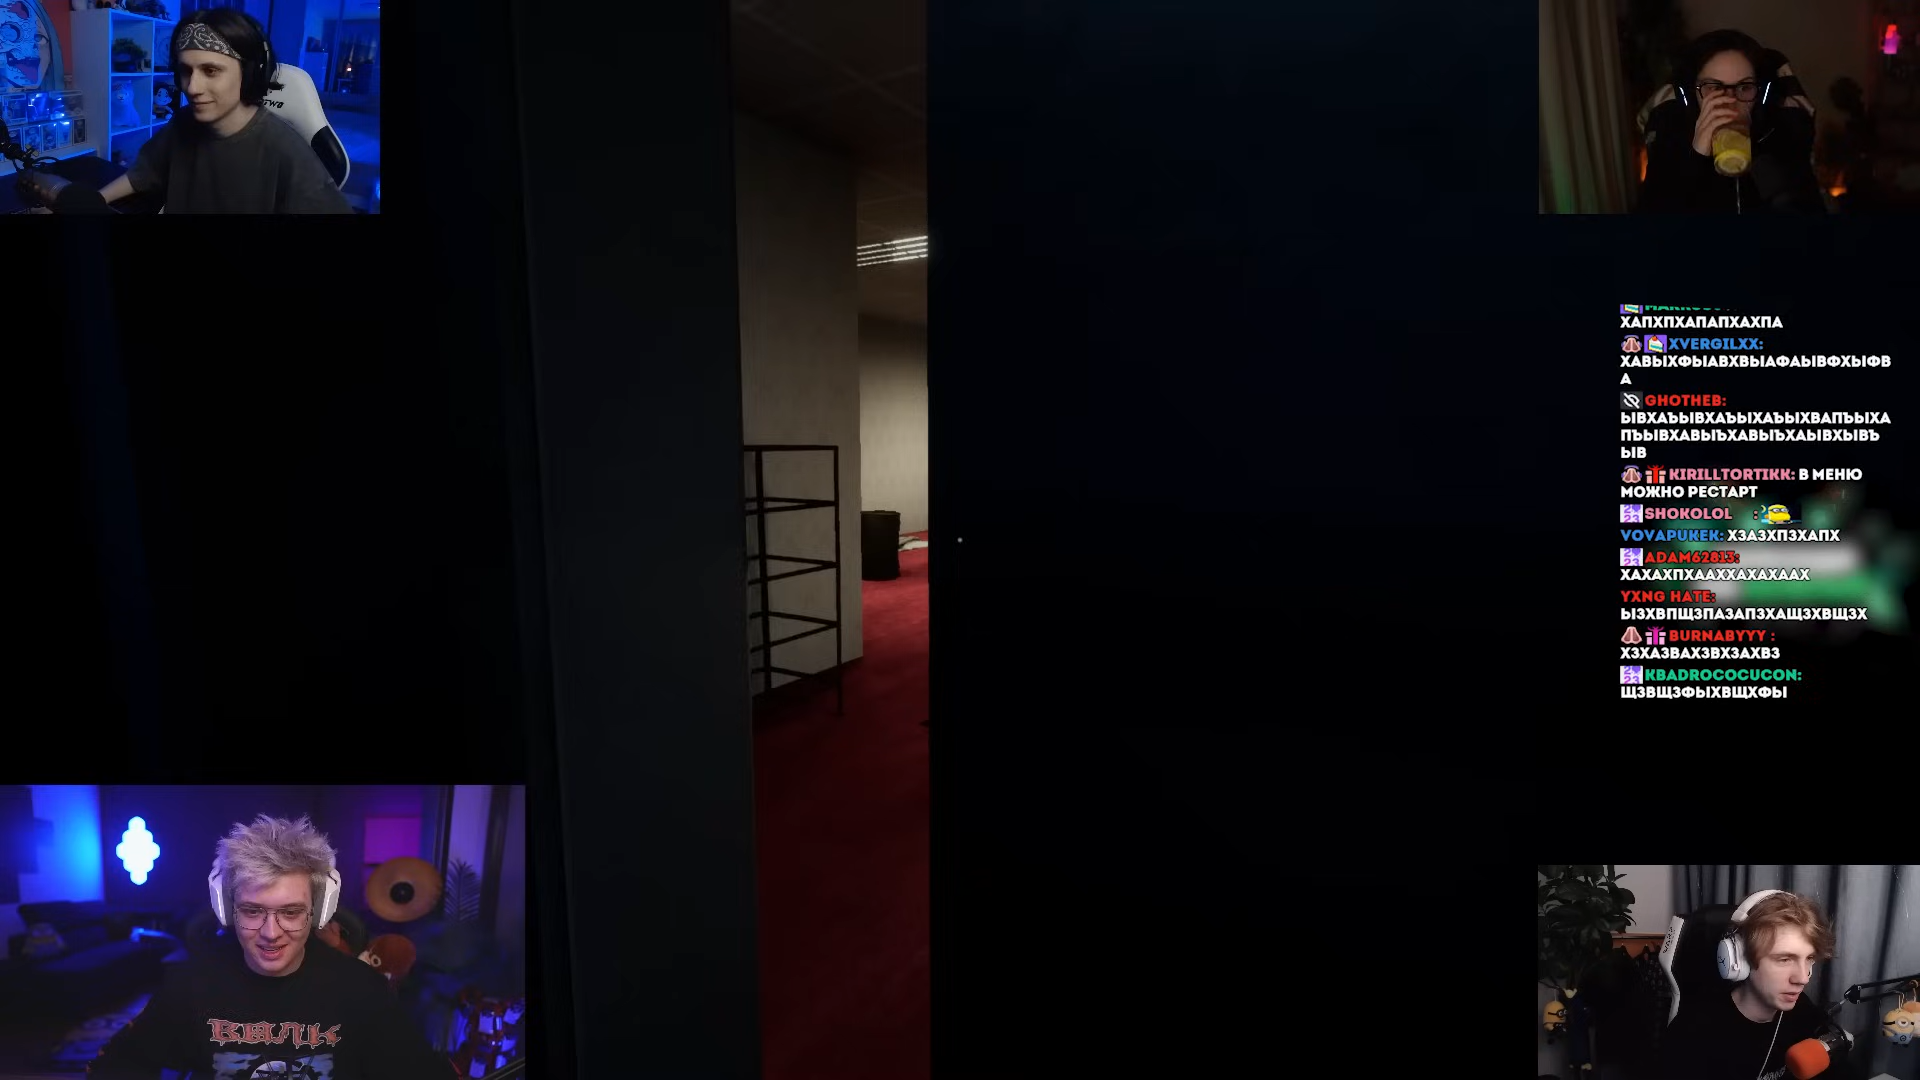 ХАПХПХАПАПХАХПА
XVERGILXX:
ХАВЫХФЫАВХВЫАФАЫВФХЫФВ
А
GHOTHEB:
ЫВХАЪЫВХАЪЫХАЪЫХВАПЪЫХА
ПЪЫВХАВЫЪХАВЫЪХАЫВХЫВЪ
ЫВ
KIRILLTORTIKK: В МЕНЮ
МОЖНО РЕСТАРТ
SHOKOLOL :
VOVAPUKEK: ХЗАЗХПЗХАПХ
ADAM62813:
ХАХАХПХААХХАХАХААХ
YXNG HATE:
ЫЗХВПЩЗПАЗАПЗХАЩЗХВЩЗХ
BURNABYYY :
ХЗХАЗВАХЗВХЗАХВЗ
KBADROCOCUCON:
ЩЗВЩЗФЫХВЩХФЫ
ВОЛК